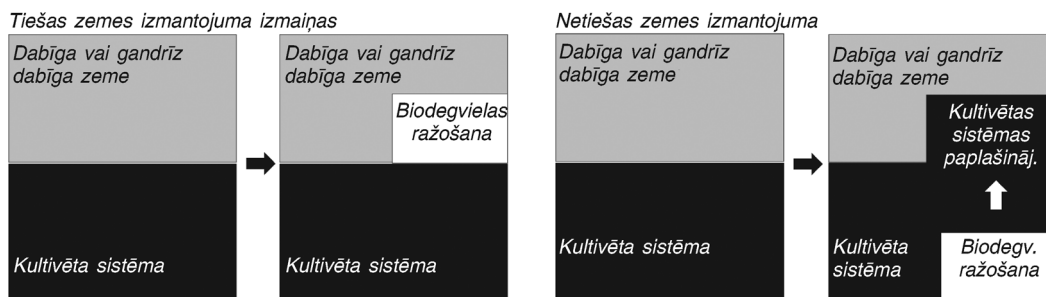 Tiešas zemes izmantojuma izmaiņas
Dabīga vai gandrīz
dabīga zeme
Kultivēta sistēma
Dabīga vai gandrīz
dabīga zeme
Biodegvielas
ražošana
Kultivēta sistēma
Netiešas zemes izmantojuma
Dabīga vai gandrīz
dabīga zeme
Kultivēta sistēma
Dabīga vai gandrīz
dabīga zeme
Kultivētas
sistēmas
paplašināj.
Kultivēta
sistēma
Biodegv.
ražošana